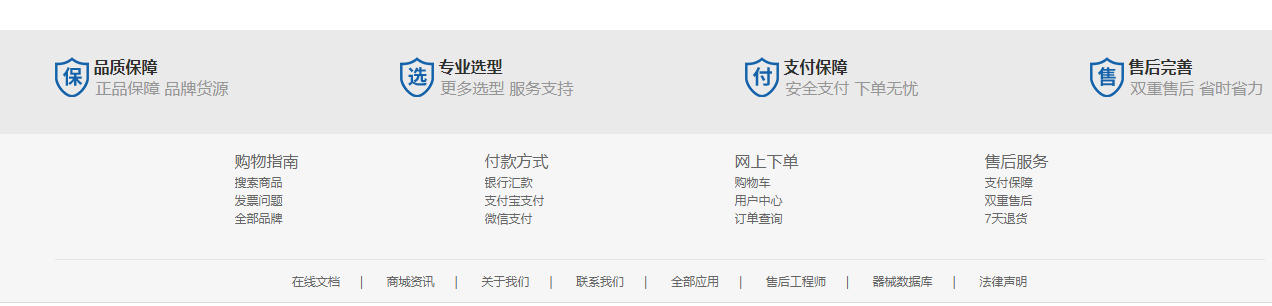 保 品质保障 选 专业选型 付 支付保障 售 售后完善
正品保障 品牌货源 更多选型 服务支持 安全支付 下单无忧 双重售后 省时省力
购物指南 付款方式 网上下单 售后服务
搜索商品 银行汇款 购物车 支付保障
发票问题 支付宝支付 用户中心 双重售后
全部品牌 微信支付 订单查询 7天退货
在线文档 | 商城资讯 | 关于我们 | 联系我们 | 全部应用 | 售后工程师 | 器械数据库 | 法律声明